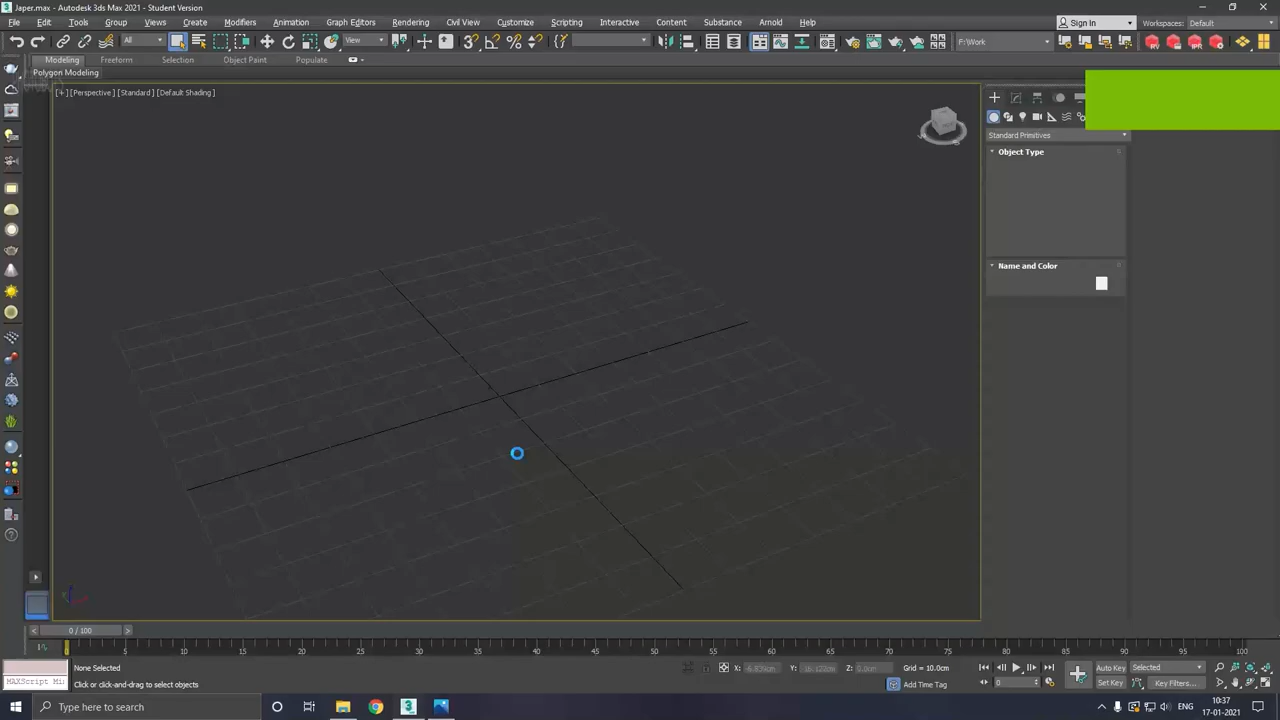 Japer.max - Autodesk 3ds Max 2021 - Student Version
File Edit Tools Group Views Create Modifiers Animation Graph Editors Rendering Civil View Customize Scripting Interactive Content Substance Arnold Help
Sign In Workspaces: Default
All View F:\Work
Modeling Freeform Selection Object Paint Populate
Polygon Modeling
[+] [Perspective] [Standard] [Default Shading]
Standard Primitives
Object Type
Name and Color
0 / 100
0 5 10 15 20 25 30 35 40 45 50 55 60 65 70 75 80 85 90 95 100
None Selected X: Y: Z: Grid = 10.0cm Auto Key Selected
MAXScript Mi Click or click-and-drag to select objects Add Time Tag 0 Set Key Key Filters...
Type here to search ENG 10:37
17-01-2021